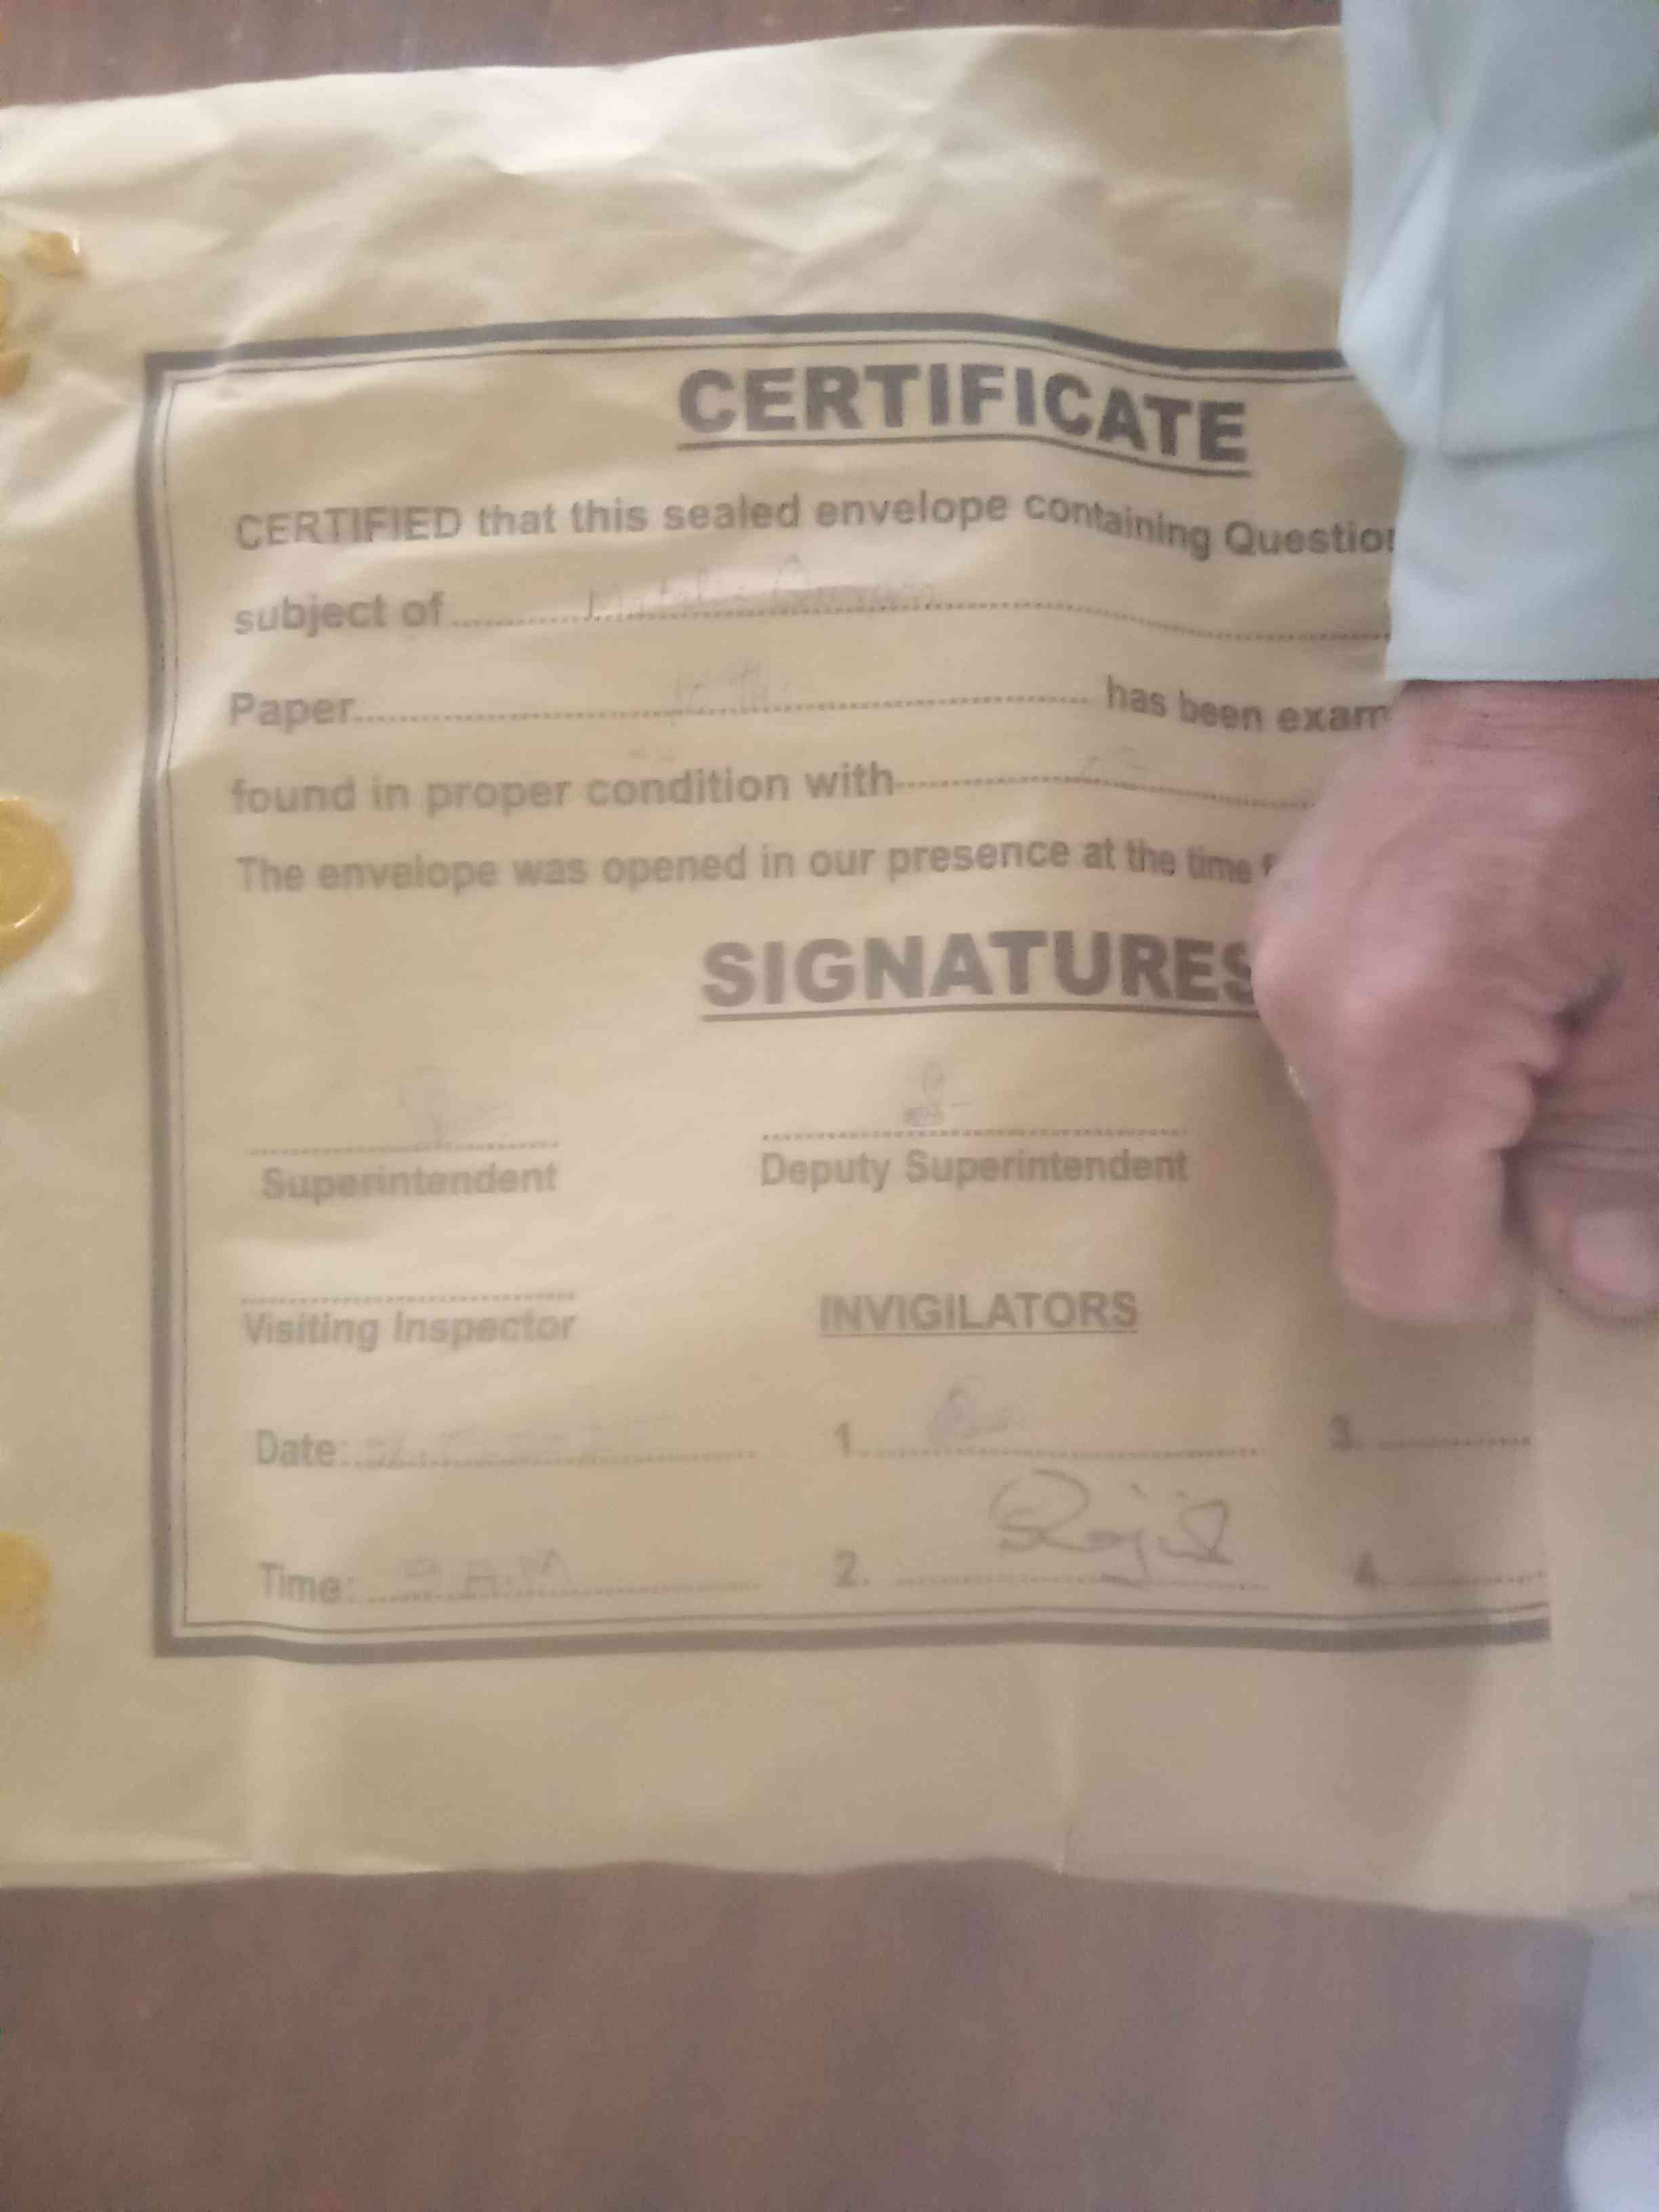 CERTIFICATE
CERTIFIED that this sealed envelope containing Question
subject of
Paper 10th has been exam
found in proper condition with
The envelope was opened in our presence at the time f
SIGNATURES
Superintendent Deputy Superintendent
Visiting Inspector INVIGILATORS
Date: 1. 3.
Time: 9 A.M 2. 4.